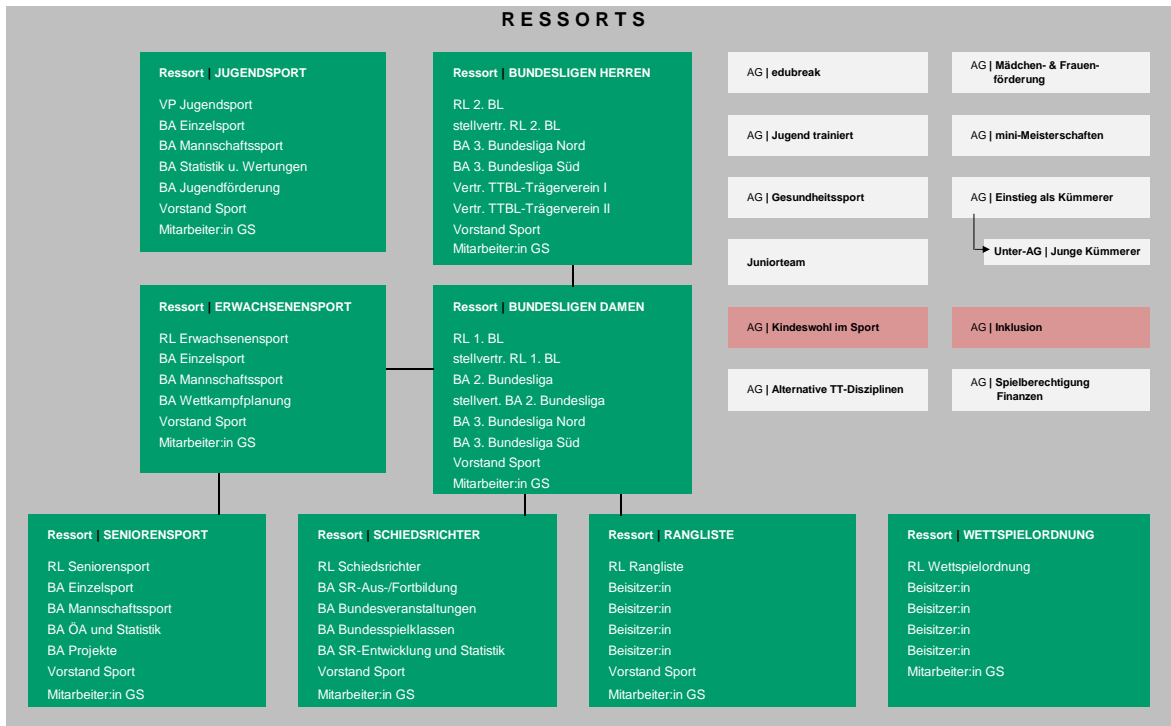 RESSORTS
Ressort | JUGENDSPORT
VP Jugendsport
BA Einzelsport
BA Mannschaftssport
BA Statistik u. Wertungen
BA Jugendförderung
Vorstand Sport
Mitarbeiter:in GS
Ressort | BUNDESLIGEN HERREN
RL 2. BL
stellvertr. RL 2. BL
BA 3. Bundesliga Nord
BA 3. Bundesliga Süd
Vertr. TTBL-Trägerverein I
Vertr. TTBL-Trägerverein II
Vorstand Sport
Mitarbeiter:in GS
AG | edubreak
AG | Mädchen- & Frauen-
förderung
AG | Jugend trainiert
AG | mini-Meisterschaften
AG | Gesundheitssport
AG | Einstieg als Kümmerer
Unter-AG | Junge Kümmerer
Juniorteam
AG | Kindeswohl im Sport
AG | Inklusion
AG | Alternative TT-Disziplinen
AG | Spielberechtigung
Finanzen
Ressort | ERWACHSENENSPORT
RL Erwachsenensport
BA Einzelsport
BA Mannschaftssport
BA Wettkampfplanung
Vorstand Sport
Mitarbeiter:in GS
Ressort | BUNDESLIGEN DAMEN
RL 1. BL
stellvertr. RL 1. BL
BA 2. Bundesliga
stellvert. BA 2. Bundesliga
BA 3. Bundesliga Nord
BA 3. Bundesliga Süd
Vorstand Sport
Mitarbeiter:in GS
Ressort | SENIORENSPORT
RL Seniorensport
BA Einzelsport
BA Mannschaftssport
BA ÖA und Statistik
BA Projekte
Vorstand Sport
Mitarbeiter:in GS
Ressort | SCHIEDSRICHTER
RL Schiedsrichter
BA SR-Aus-/Fortbildung
BA Bundesveranstaltungen
BA Bundesspielklassen
BA SR-Entwicklung und Statistik
Vorstand Sport
Mitarbeiter:in GS
Ressort | RANGLISTE
RL Rangliste
Beisitzer:in
Beisitzer:in
Beisitzer:in
Beisitzer:in
Vorstand Sport
Mitarbeiter:in GS
Ressort | WETTSPIELORDNUNG
RL Wettspielordnung
Beisitzer:in
Beisitzer:in
Beisitzer:in
Beisitzer:in
Mitarbeiter:in GS